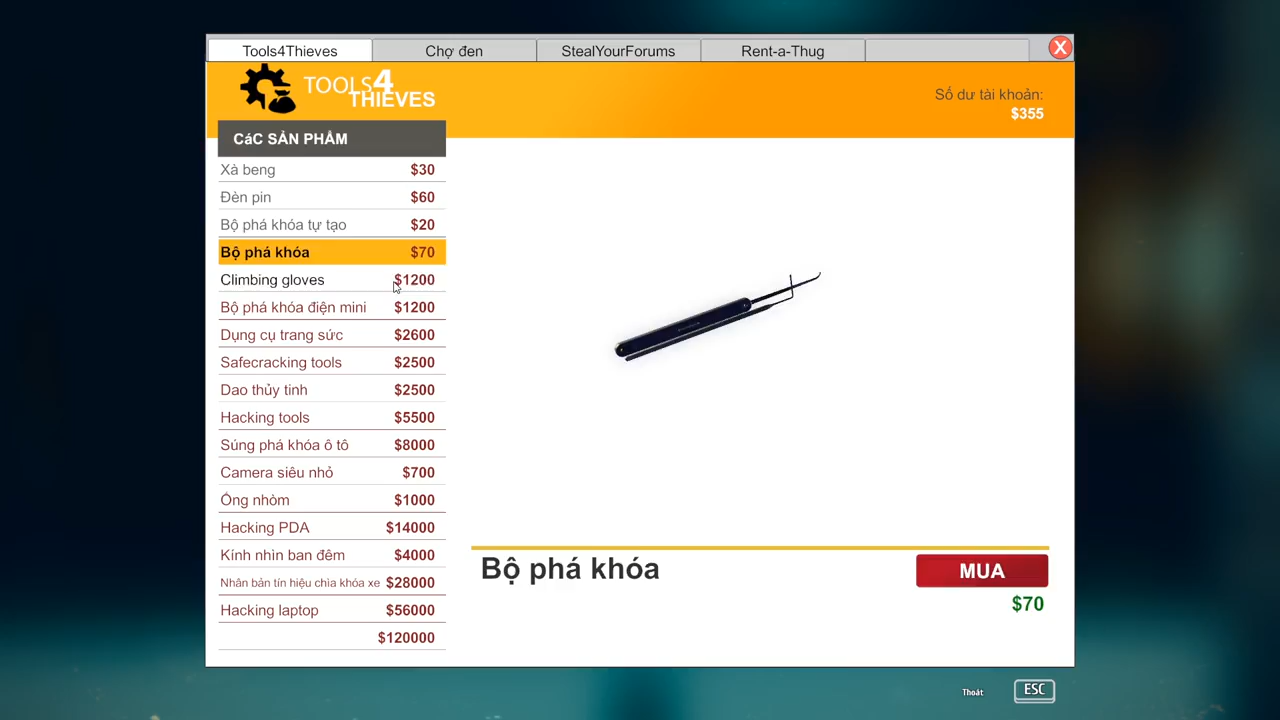 Tools4Thieves
Chợ đen
StealYourForums
Rent-a-Thug
X
TOOLS4
THIEVES
Số dư tài khoản:
$355
CáC SẢN PHẨM
Xà beng $30
Đèn pin $60
Bộ phá khóa tự tạo $20
Bộ phá khóa $70
Climbing gloves $1200
Bộ phá khóa điện mini $1200
Dụng cụ trang sức $2600
Safecracking tools $2500
Dao thủy tinh $2500
Hacking tools $5500
Súng phá khóa ô tô $8000
Camera siêu nhỏ $700
Ống nhòm $1000
Hacking PDA $14000
Kính nhìn ban đêm $4000
Nhân bản tín hiệu chìa khóa xe $28000
Hacking laptop $56000
$120000
Bộ phá khóa
MUA
$70
Thoát
ESC